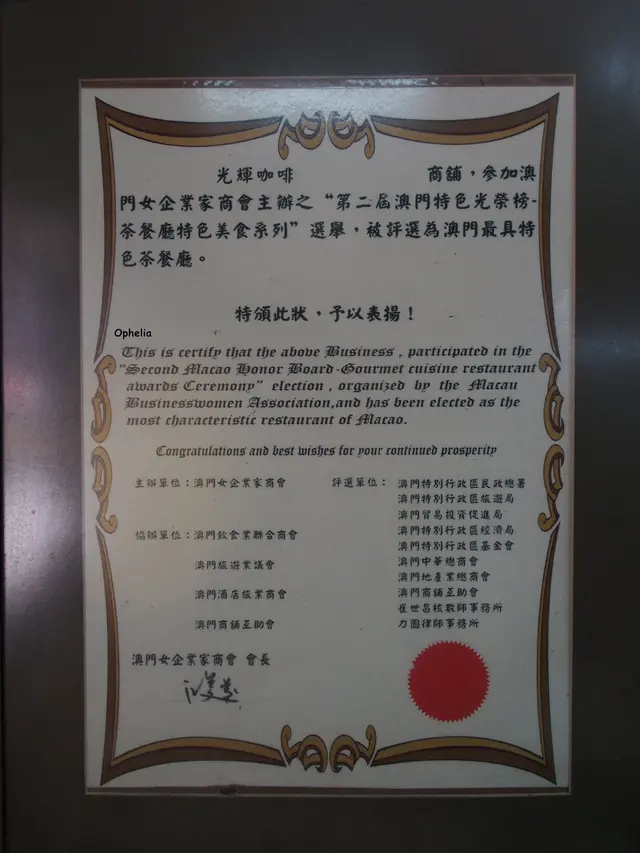 光輝咖啡 商舖，參加澳
門女企業家商會主辦之“第二屆澳門特色光榮榜-
茶餐廳特色美食系列”選舉，被評選為澳門最具特
色茶餐廳。
特頒此狀，予以表揚！
Ophelia
This is certify that the above Business , participated in the
“Second Macao Honor Board-Gourmet cuisine restaurant
awards Ceremony” election , organized by the Macau
Businesswomen Association,and has been elected as the
most characteristic restaurant of Macao.
Congratulations and best wishes for your continued prosperity
主辦單位：澳門女企業家商會
協辦單位：澳門飲食業聯合商會
澳門旅遊業議會
澳門酒店旅業商會
澳門商舖互助會
評選單位：澳門特別行政區民政總署
澳門特別行政區旅遊局
澳門貿易投資促進局
澳門特別行政區經濟局
澳門特別行政區基金會
澳門中華總商會
澳門地產業總商會
澳門商舖互助會
崔世昌核數師事務所
力圖律師事務所
澳門女企業家商會 會長